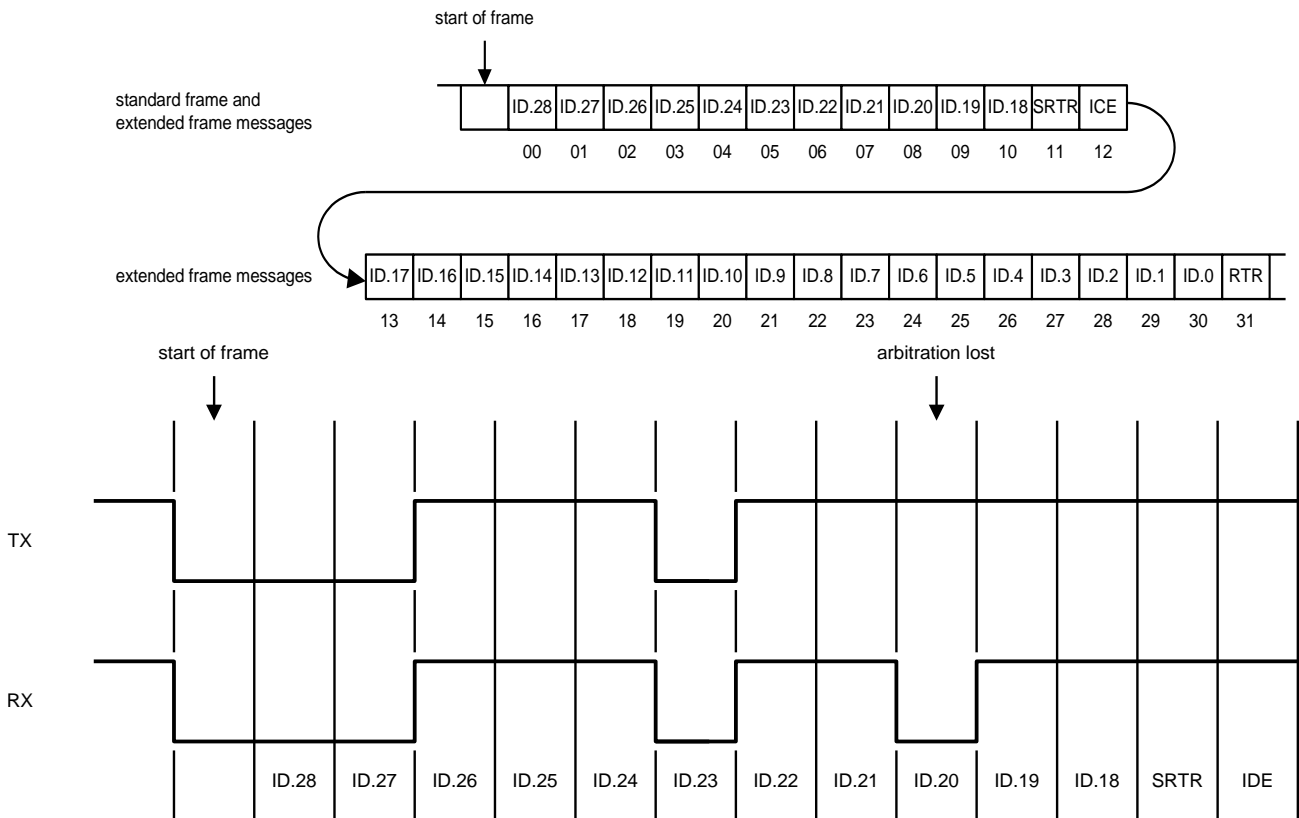 start of frame
standard frame and
extended frame messages
ID.28 ID.27 ID.26 ID.25 ID.24 ID.23 ID.22 ID.21 ID.20 ID.19 ID.18 SRTR ICE
00 01 02 03 04 05 06 07 08 09 10 11 12
extended frame messages
ID.17 ID.16 ID.15 ID.14 ID.13 ID.12 ID.11 ID.10 ID.9 ID.8 ID.7 ID.6 ID.5 ID.4 ID.3 ID.2 ID.1 ID.0 RTR
13 14 15 16 17 18 19 20 21 22 23 24 25 26 27 28 29 30 31
start of frame arbitration lost
TX
RX
ID.28 ID.27 ID.26 ID.25 ID.24 ID.23 ID.22 ID.21 ID.20 ID.19 ID.18 SRTR IDE